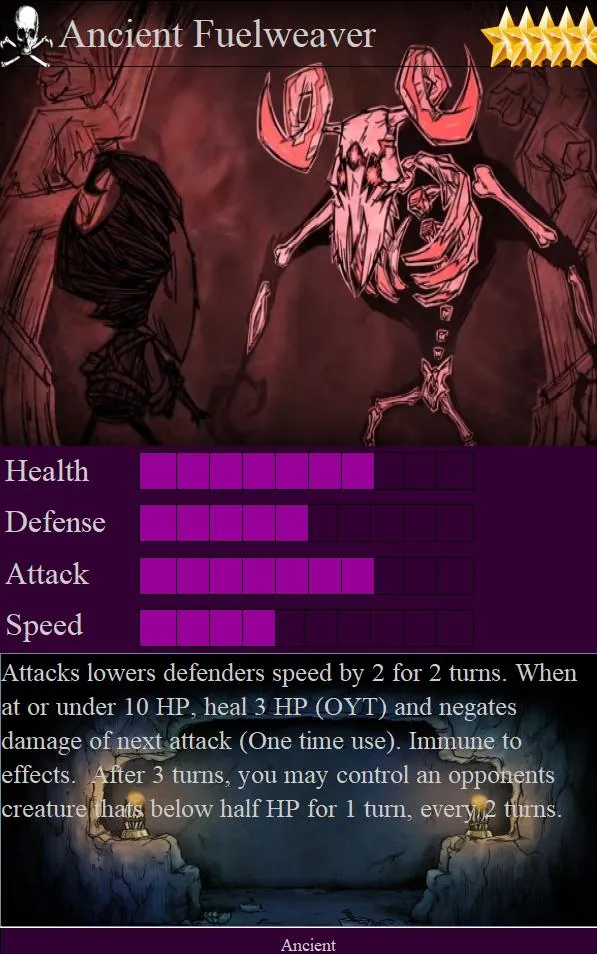 Ancient Fuelweaver
Health
Defense
Attack
Speed
Attacks lowers defenders speed by 2 for 2 turns. When
at or under 10 HP, heal 3 HP (OYT) and negates
damage of next attack (One time use). Immune to
effects.  After 3 turns, you may control an opponents
creature thats below half HP for 1 turn, every 2 turns.
Ancient